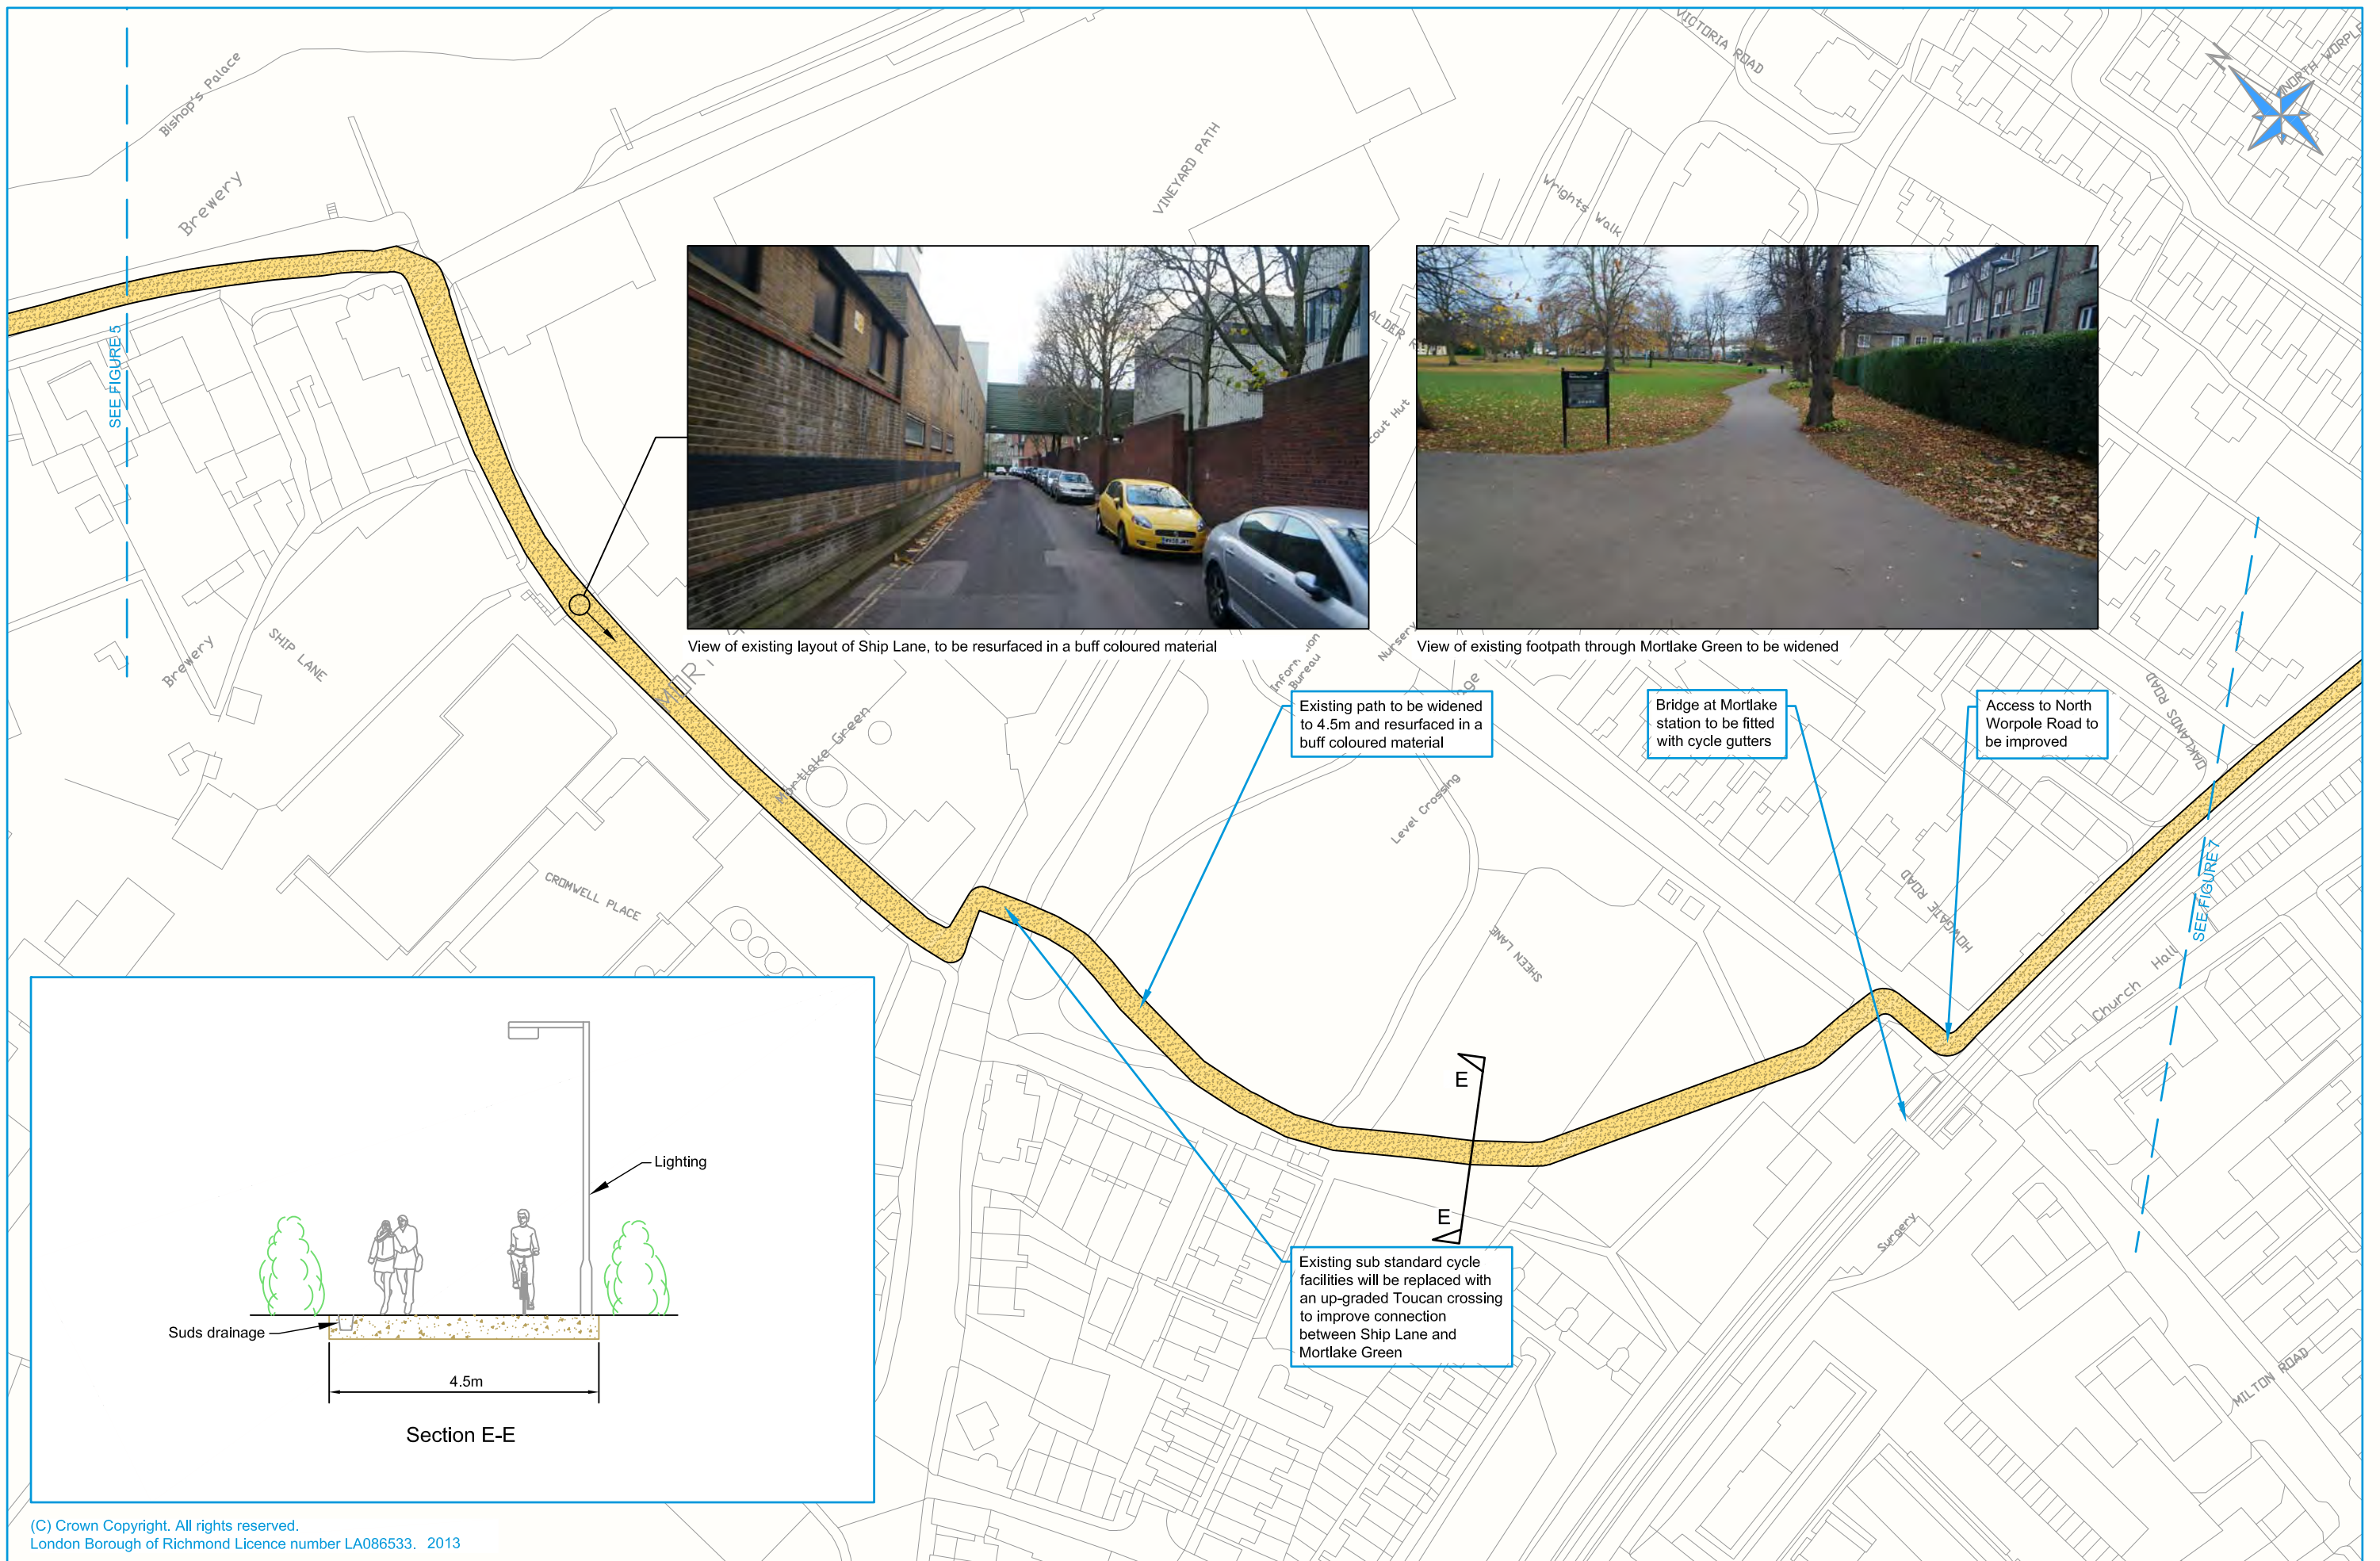 Bishop's Palace
Brewery
VICTORIA ROAD
N
NORTH WORPLE
VINEYARD PATH
Wrights Walk
SEE FIGURE 5
ALDER R
cout Hut
SHIP LANE
Brewery
View of existing layout of Ship Lane, to be resurfaced in a buff coloured material
View of existing footpath through Mortlake Green to be widened
Bureau
Nursery
Mortlake Green
Existing path to be widened
to 4.5m and resurfaced in a
buff coloured material
Bridge at Mortlake
station to be fitted
with cycle gutters
Access to North
Worpole Road to
be improved
OAKLANDS ROAD
Level Crossing
CROMWELL PLACE
SHEEN LANE
HOWGATE ROAD
SEE FIGURE 7
Church Hall
E
E
Surgery
Existing sub standard cycle
facilities will be replaced with
an up-graded Toucan crossing
to improve connection
between Ship Lane and
Mortlake Green
MILTON ROAD
Lighting
Suds drainage
4.5m
Section E-E
(C) Crown Copyright. All rights reserved.
London Borough of Richmond Licence number LA086533. 2013